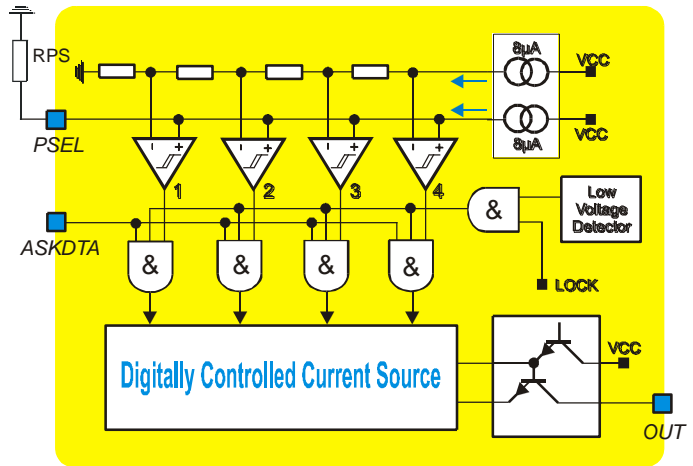 RPS
8µA
VCC
PSEL
- + - + - + - +
8µA
VCC
1 2 3 4
ASKDTA
&
Low
Voltage
Detector
& & & &
LOCK
Digitally Controlled Current Source
VCC
OUT